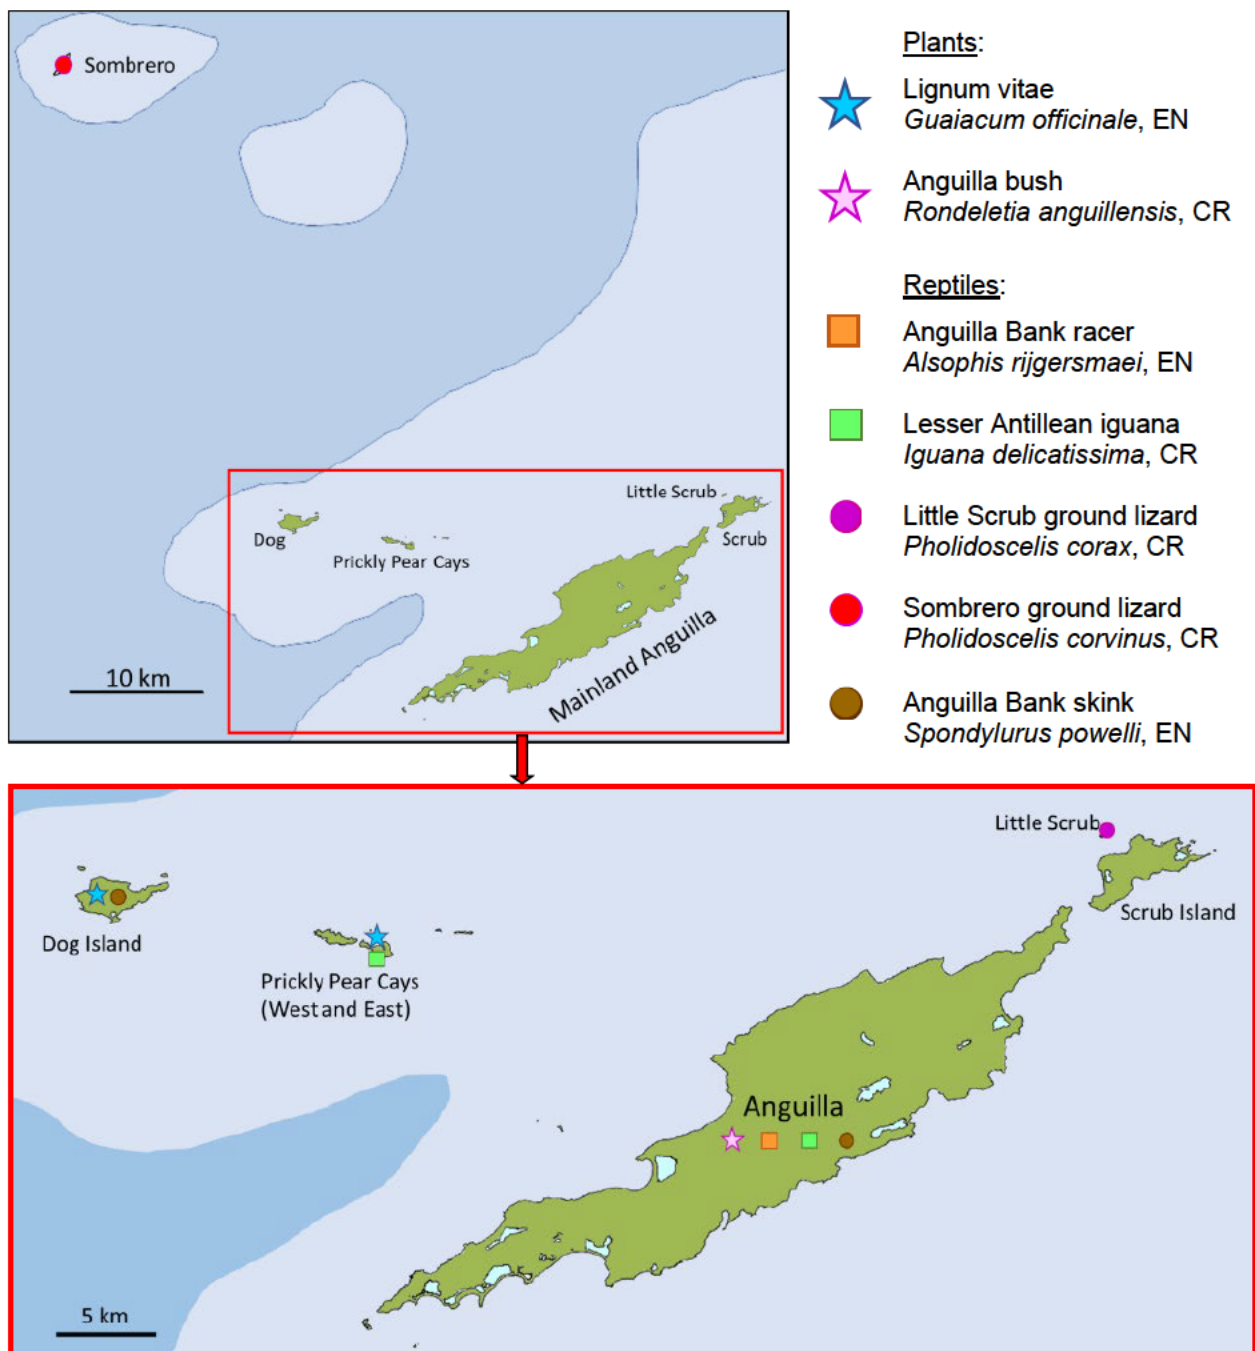 Sombrero
Little Scrub
Dog
Prickly Pear Cays
Scrub
Mainland Anguilla
10 km
Plants:
Lignum vitae
Guaiacum officinale, EN
Anguilla bush
Rondeletia anguillensis, CR
Reptiles:
Anguilla Bank racer
Alsophis rijgersmaei, EN
Lesser Antillean iguana
Iguana delicatissima, CR
Little Scrub ground lizard
Pholidoscelis corax, CR
Sombrero ground lizard
Pholidoscelis corvinus, CR
Anguilla Bank skink
Spondylurus powelli, EN
Little Scrub
Scrub Island
Dog Island
Prickly Pear Cays
(West and East)
Anguilla
5 km